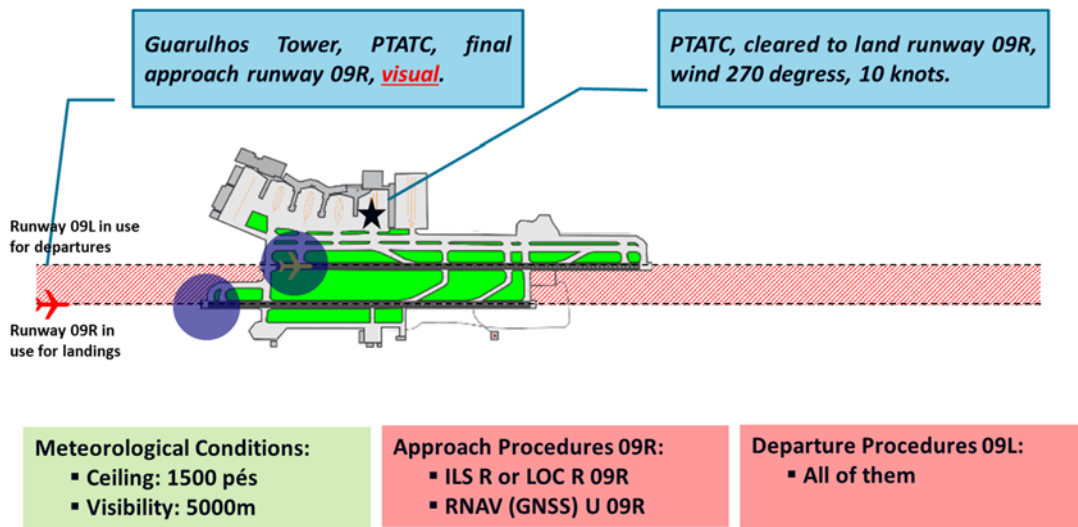 Guarulhos Tower, PTATC, final
approach runway 09R, visual.
PTATC, cleared to land runway 09R,
wind 270 degress, 10 knots.
Runway 09L in use
for departures
Runway 09R in
use for landings
Meteorological Conditions:
▪ Ceiling: 1500 pés
▪ Visibility: 5000m
Approach Procedures 09R:
▪ ILS R or LOC R 09R
▪ RNAV (GNSS) U 09R
Departure Procedures 09L:
▪ All of them